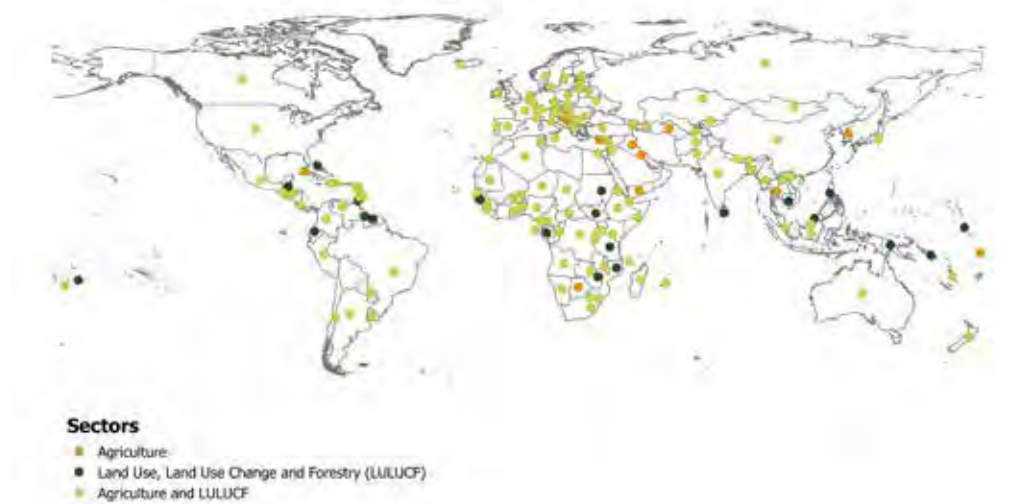 Sectors
Agriculture
Land Use, Land Use Change and Forestry (LULUCF)
Agriculture and LULUCF